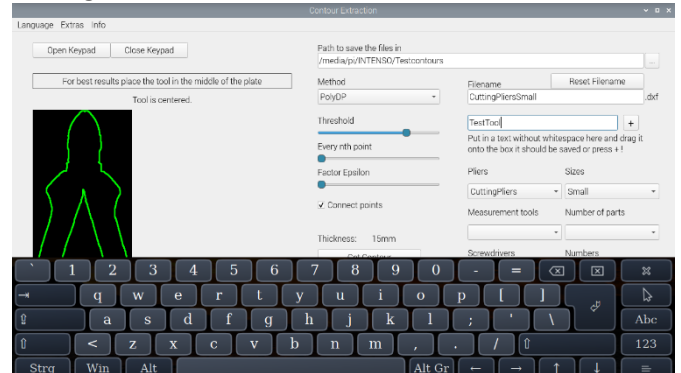 Contour Extraction
Language Extras Info
Open Keypad Close Keypad
For best results place the tool in the middle of the plate
Tool is centered.
Path to save the files in
/media/pi/INTENSO/Testcontours
...
Method
PolyDP
Filename
Reset Filename
CuttingPliersSmall
.dxf
Threshold
Every nth point
Factor Epsilon
Connect points
Thickness: 15mm
Get Contour
TestTool
+
Put in a text without whitespace here and drag it
onto the box it should be saved or press + !
Pliers Sizes
CuttingPliers Small
Measurement tools Number of parts
Screwdrivers Numbers
` 1 2 3 4 5 6 7 8 9 0 - =
q w e r t y u i o p [ ]
a s d f g h j k l ; ' \ Abc
< z x c v b n m , . / 123
Strg Win Alt Alt Gr ← → ↑ ↓